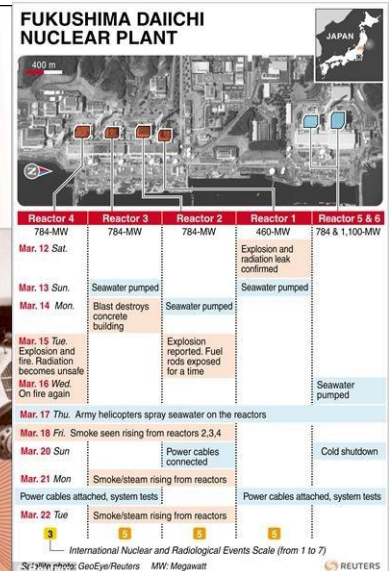 FUKUSHIMA DAIICHI
NUCLEAR PLANT
JAPAN
400 m
N
Reactor 4 Reactor 3 Reactor 2 Reactor 1 Reactor 5 & 6
784-MW 784-MW 784-MW 460-MW 784 & 1,100-MW
Mar. 12 Sat.
Explosion and
radiation leak
confirmed
Mar. 13 Sun. Seawater pumped Seawater pumped
Mar. 14 Mon. Blast destroys
concrete
building
Seawater pumped
Mar. 15 Tue.
Explosion and
fire. Radiation
becomes unsafe
Explosion
reported. Fuel
rods exposed
for a time
Mar. 16 Wed.
On fire again
Seawater
pumped
Mar. 17 Thu. Army helicopters spray seawater on the reactors
Mar. 18 Fri. Smoke seen rising from reactors 2,3,4
Mar. 20 Sun Power cables
connected
Cold shutdown
Mar. 21 Mon Smoke/steam rising from reactors
Power cables attached, system tests Power cables attached, system tests
Mar. 22 Tue Smoke/steam rising from reactors
3 5 5 5
International Nuclear and Radiological Events Scale (from 1 to 7)
GeoEye/Reuters MW: Megawatt
REUTERS